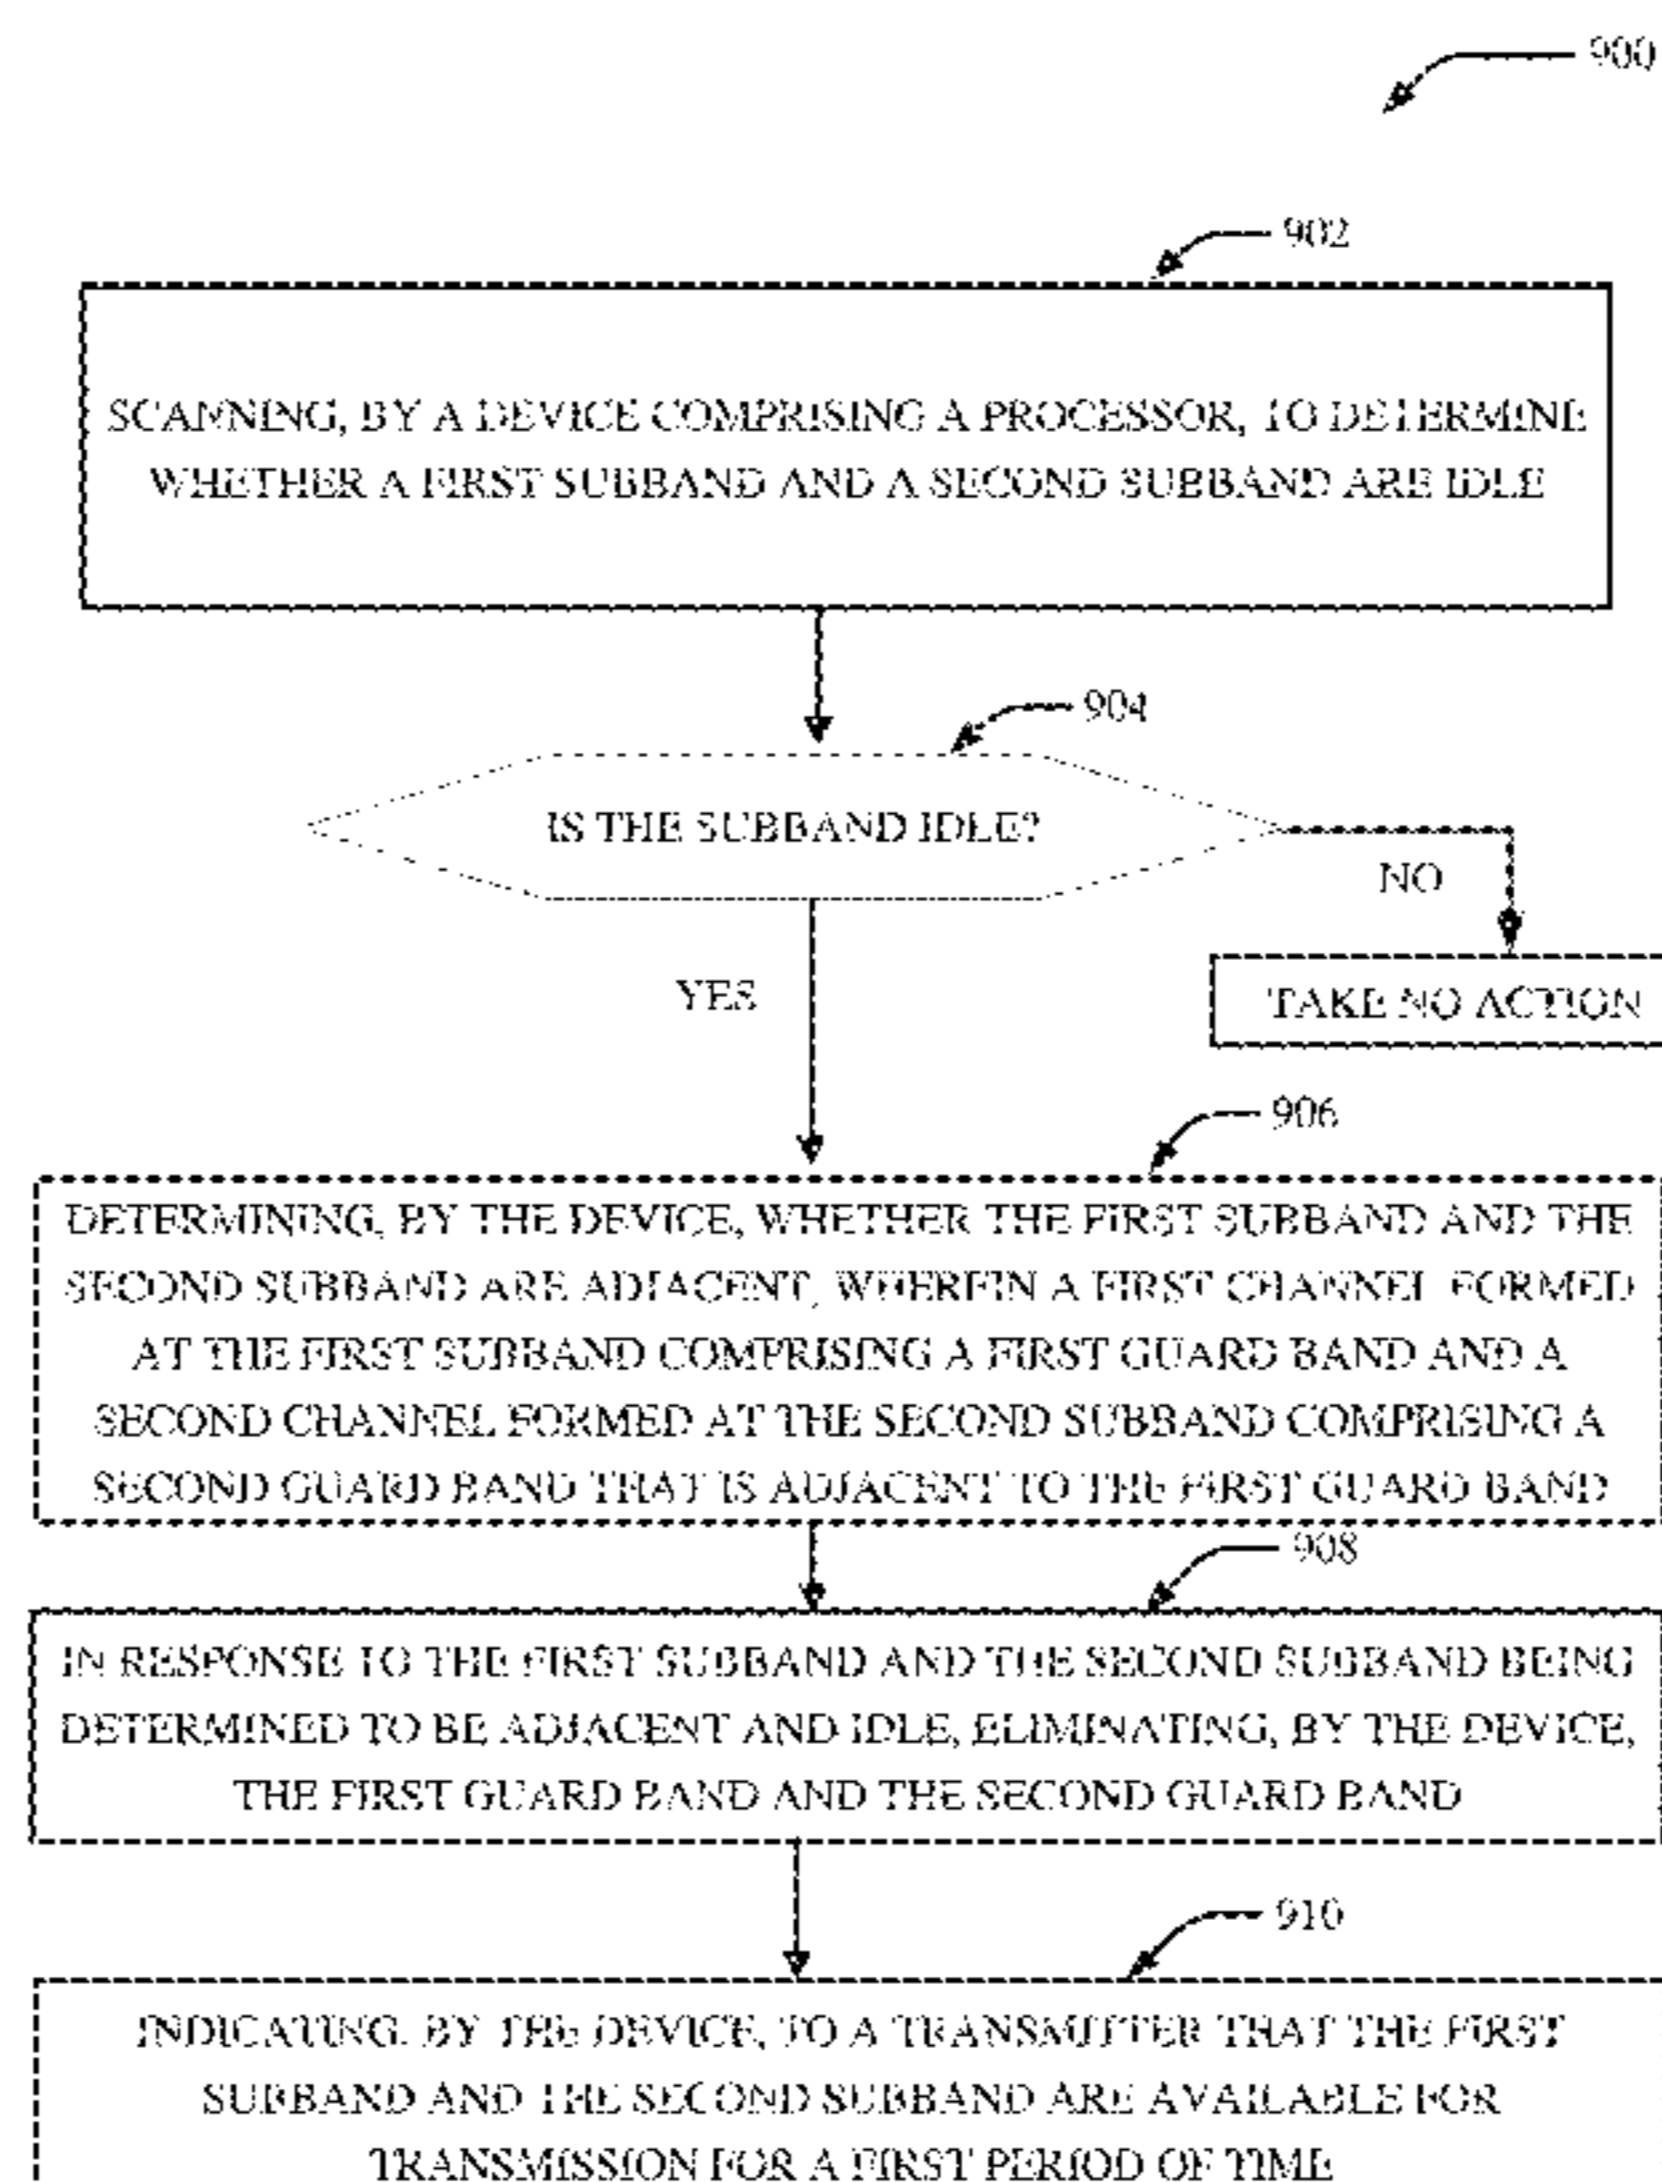 900
902
SCANNING, BY A DEVICE COMPRISING A PROCESSOR, TO DETERMINE
WHETHER A FIRST SUBBAND AND A SECOND SUBBAND ARE IDLE
904
IS THE SUBBAND IDLE?
NO
YES
TAKE NO ACTION
906
DETERMINING, BY THE DEVICE, WHETHER THE FIRST SUBBAND AND THE
SECOND SUBBAND ARE ADJACENT, WHEREIN A FIRST CHANNEL FORMED
AT THE FIRST SUBBAND COMPRISING A FIRST GUARD BAND AND A
SECOND CHANNEL FORMED AT THE SECOND SUBBAND COMPRISING A
SECOND GUARD BAND THAT IS ADJACENT TO THE FIRST GUARD BAND
908
IN RESPONSE TO THE FIRST SUBBAND AND THE SECOND SUBBAND BEING
DETERMINED TO BE ADJACENT AND IDLE, ELIMINATING, BY THE DEVICE,
THE FIRST GUARD BAND AND THE SECOND GUARD BAND
910
INDICATING, BY THE DEVICE, TO A TRANSMITTER THAT THE FIRST
SUBBAND AND THE SECOND SUBBAND ARE AVAILABLE FOR
TRANSMISSION FOR A FIRST PERIOD OF TIME